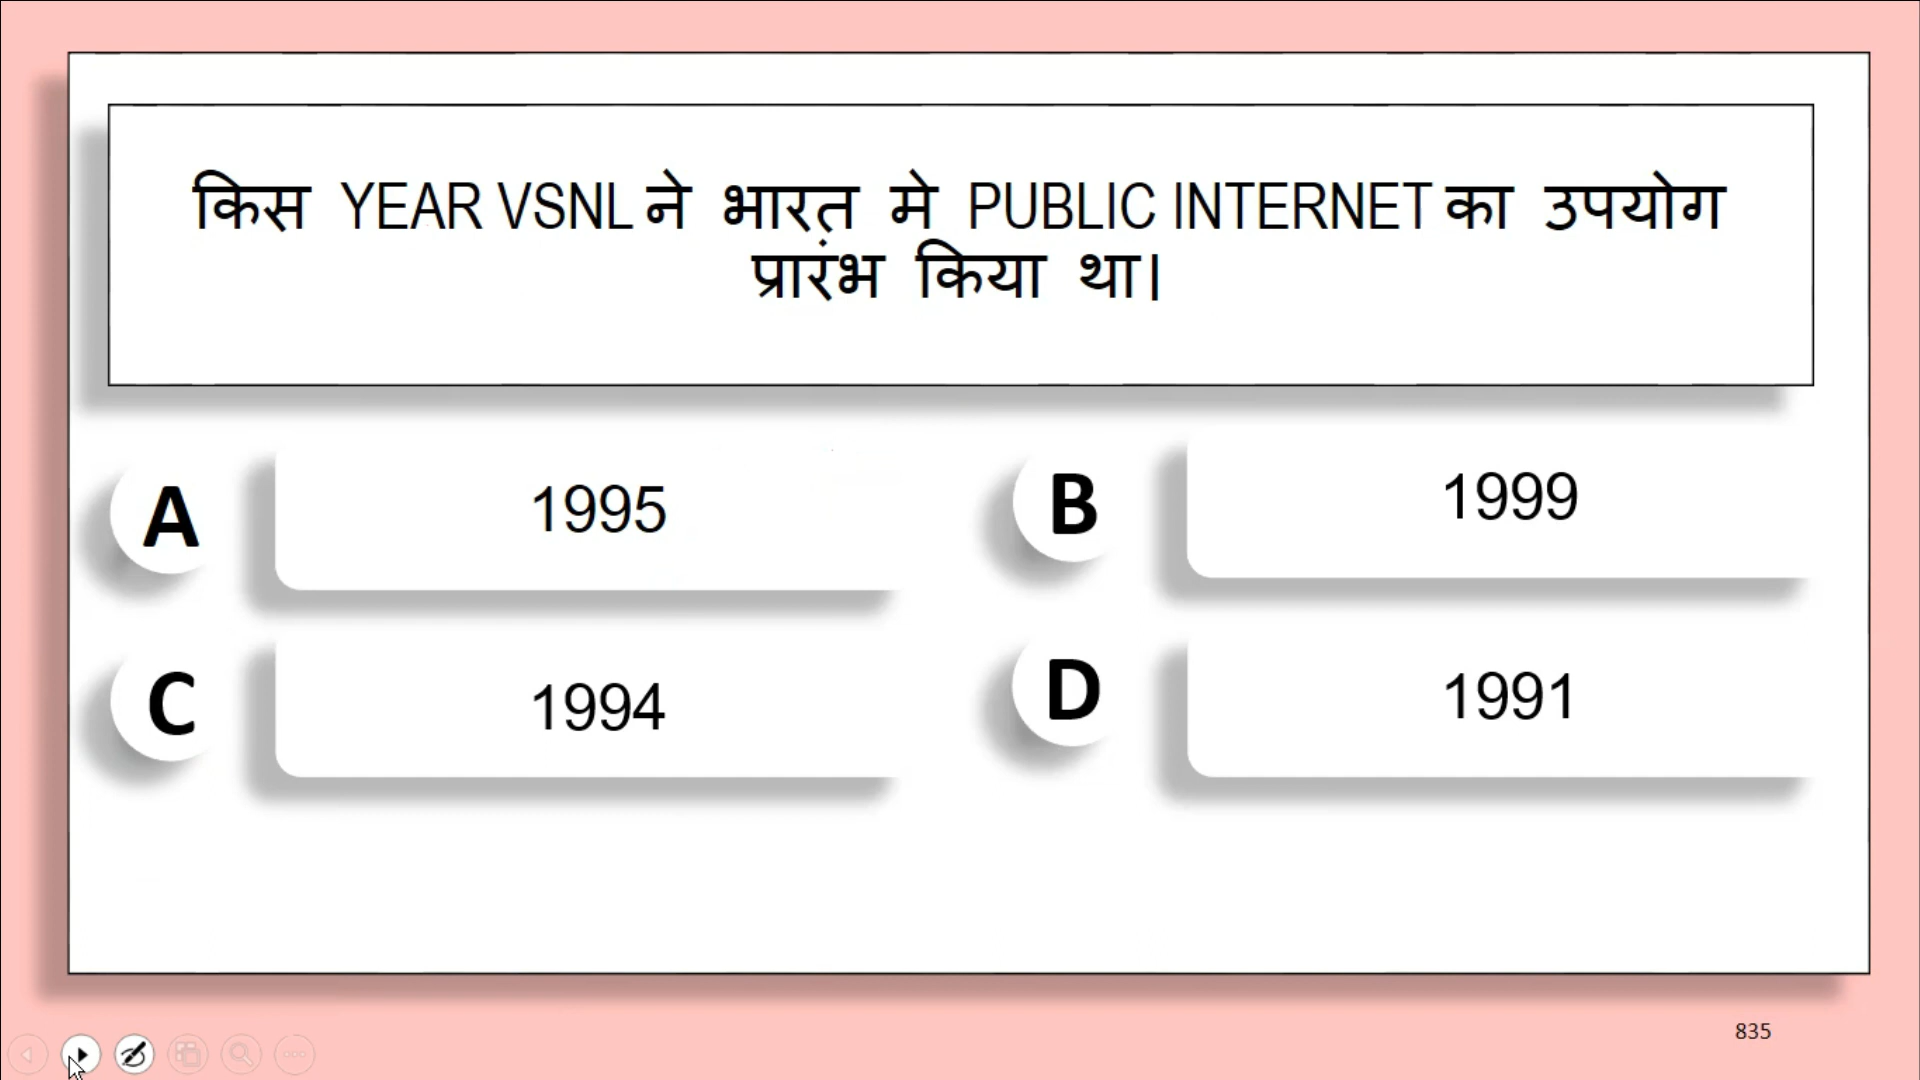 किस YEAR VSNL ने भारत मे PUBLIC INTERNET का उपयोग
प्रारंभ किया था।
A 1995
B 1999
C 1994
D 1991
835